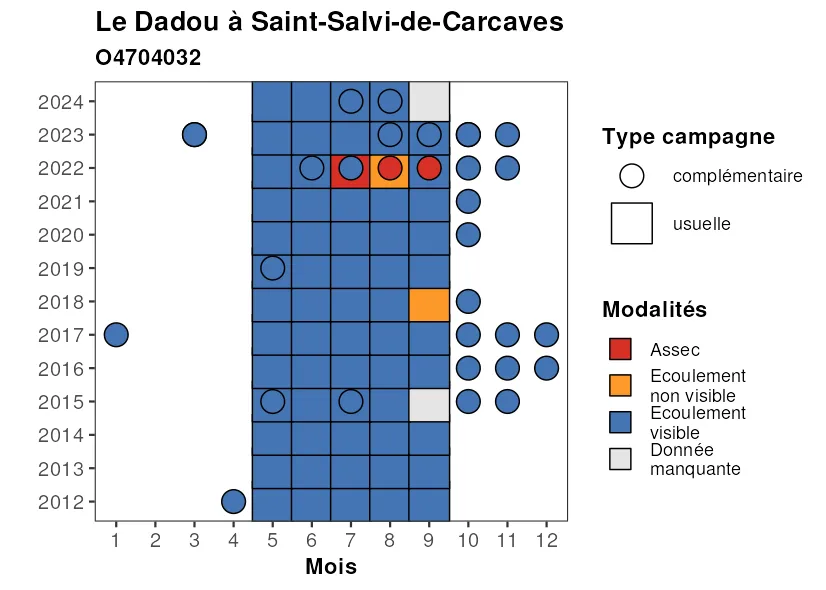 Le Dadou à Saint-Salvi-de-Carcaves
O4704032
2024
2023
2022
2021
2020
2019
2018
2017
2016
2015
2014
2013
2012
1 2 3 4 5 6 7 8 9 10 11 12
Mois
Type campagne
complémentaire
usuelle
Modalités
Assec
Ecoulement
non visible
Ecoulement
visible
Donnée
manquante